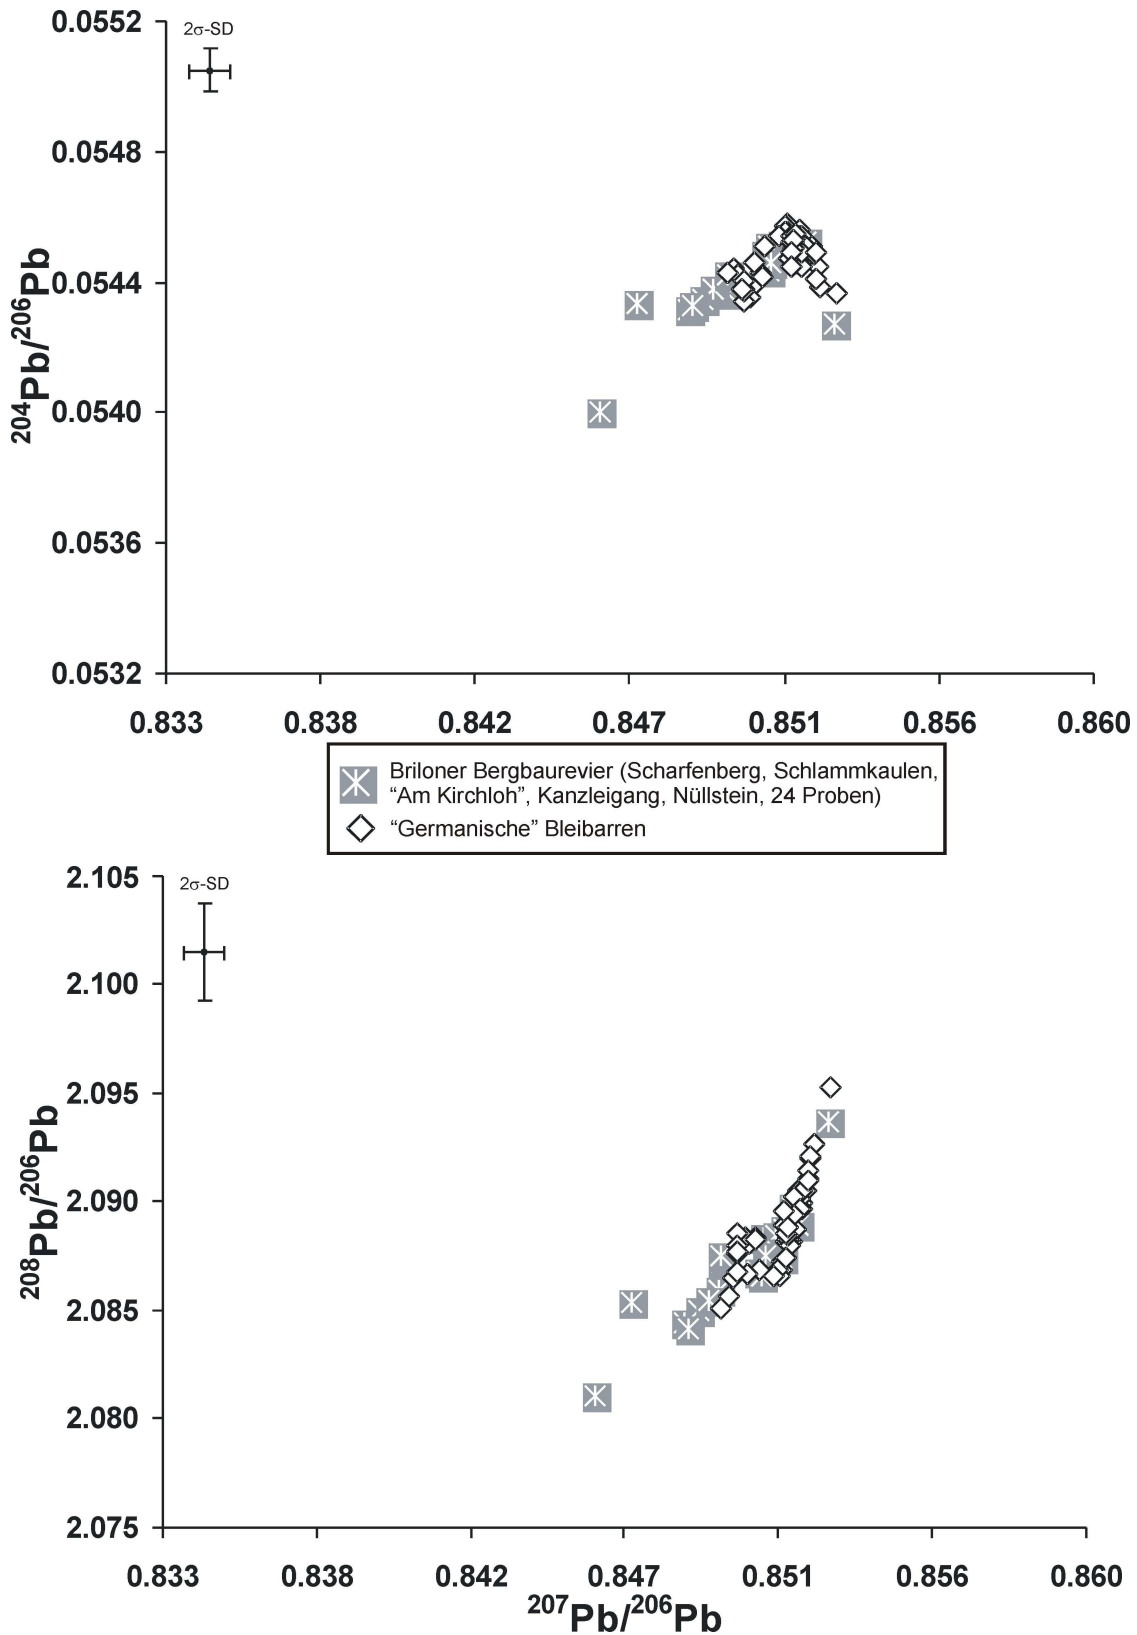 0.0552
2σ-SD
0.0548
0.0544
0.0540
0.0536
0.0532
204Pb/206Pb
0.833 0.838 0.842 0.847 0.851 0.856 0.860
Briloner Bergbaurevier (Scharfenberg, Schlammkaulen,
“Am Kirchloh”, Kanzleigang, Nüllstein, 24 Proben)
“Germanische” Bleibarren
2.105
2σ-SD
2.100
2.095
2.090
2.085
2.080
2.075
208Pb/206Pb
0.833 0.838 0.842 0.847 0.851 0.856 0.860
207Pb/206Pb